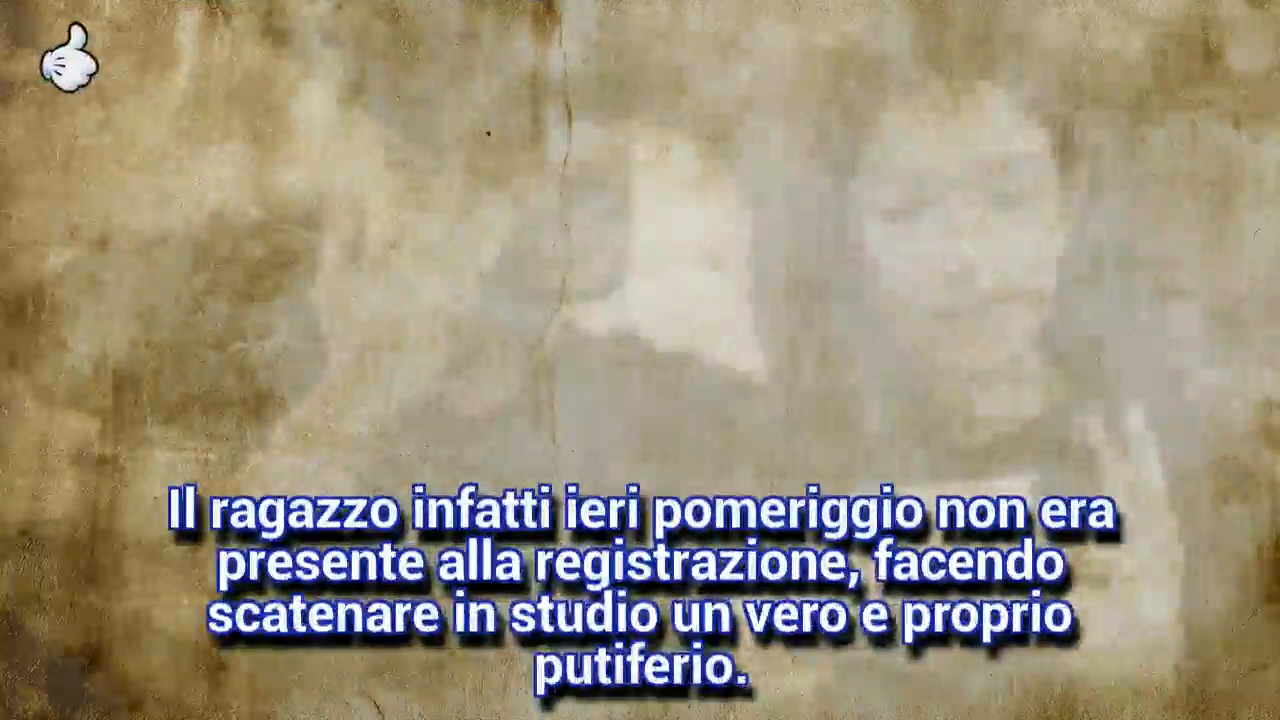 Il ragazzo infatti ieri pomeriggio non era
presente alla registrazione, facendo
scatenare in studio un vero e proprio
putiferio.